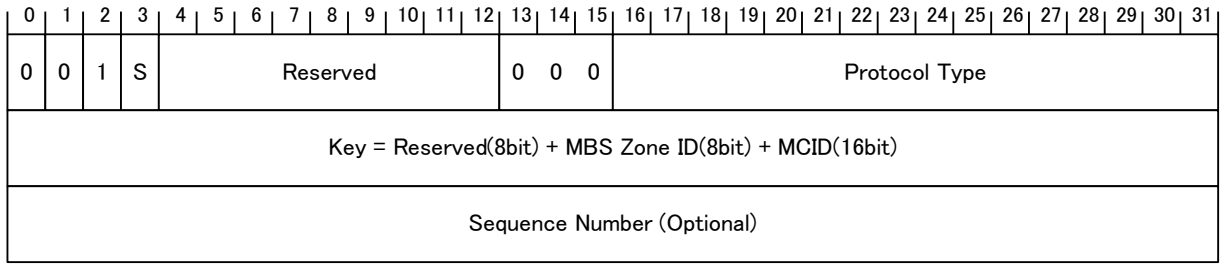 0 1 2 3 4 5 6 7 8 9 10 11 12 13 14 15 16 17 18 19 20 21 22 23 24 25 26 27 28 29 30 31
0 0 1 S Reserved 0 0 0 Protocol Type
Key = Reserved(8bit) + MBS Zone ID(8bit) + MCID(16bit)
Sequence Number (Optional)